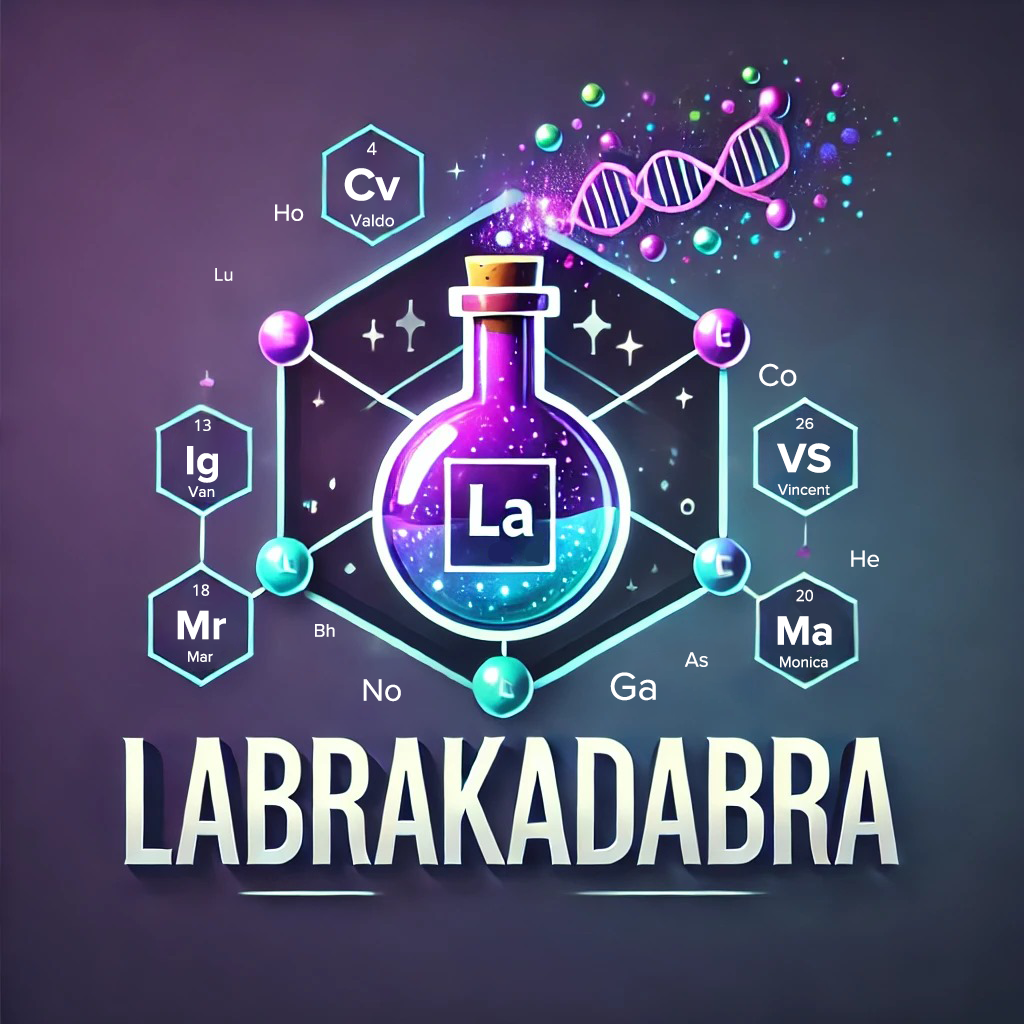 4
Cv
Valdo
Ho
Lu
Co
13
Ig
Van
26
VS
Vincent
La
He
18
Mr
Mar
20
Ma
Monica
Bh
As
No
Ga
LABRAKADABRA